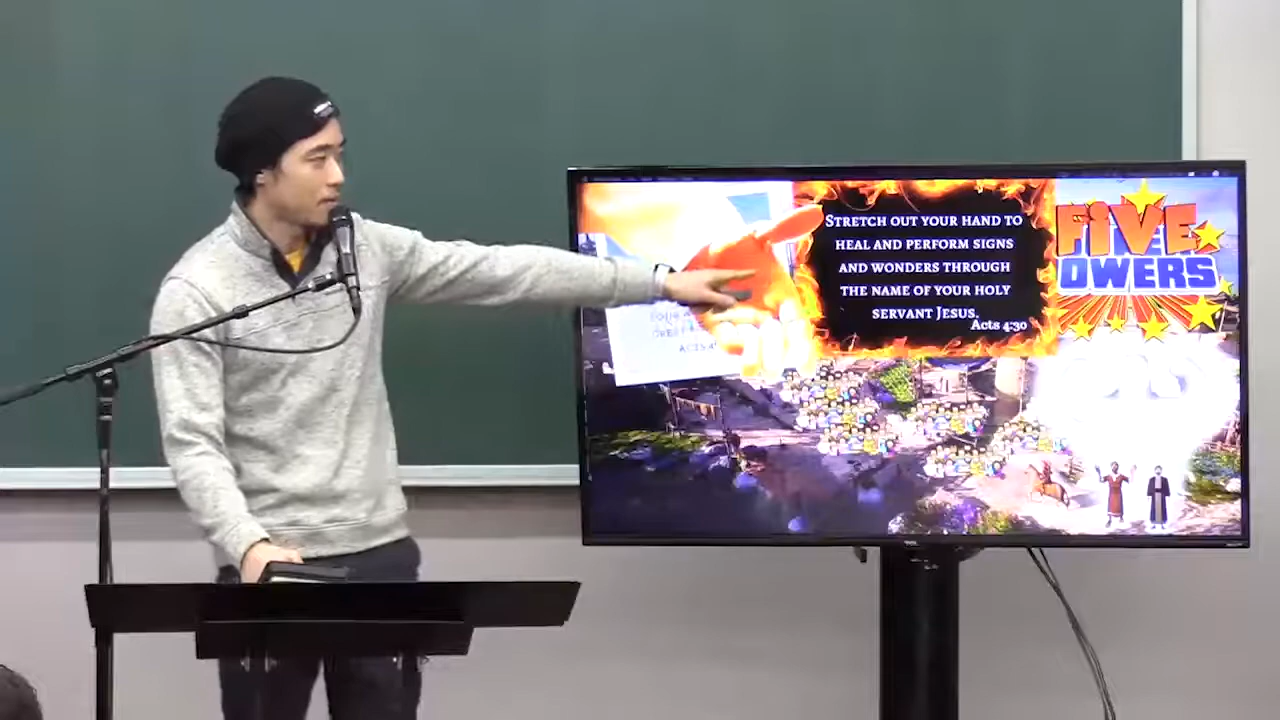 STRETCH OUT YOUR HAND TO
HEAL AND PERFORM SIGNS
AND WONDERS THROUGH
THE NAME OF YOUR HOLY
SERVANT JESUS.
Acts 4:30
FiVE
OWERS
ACTS